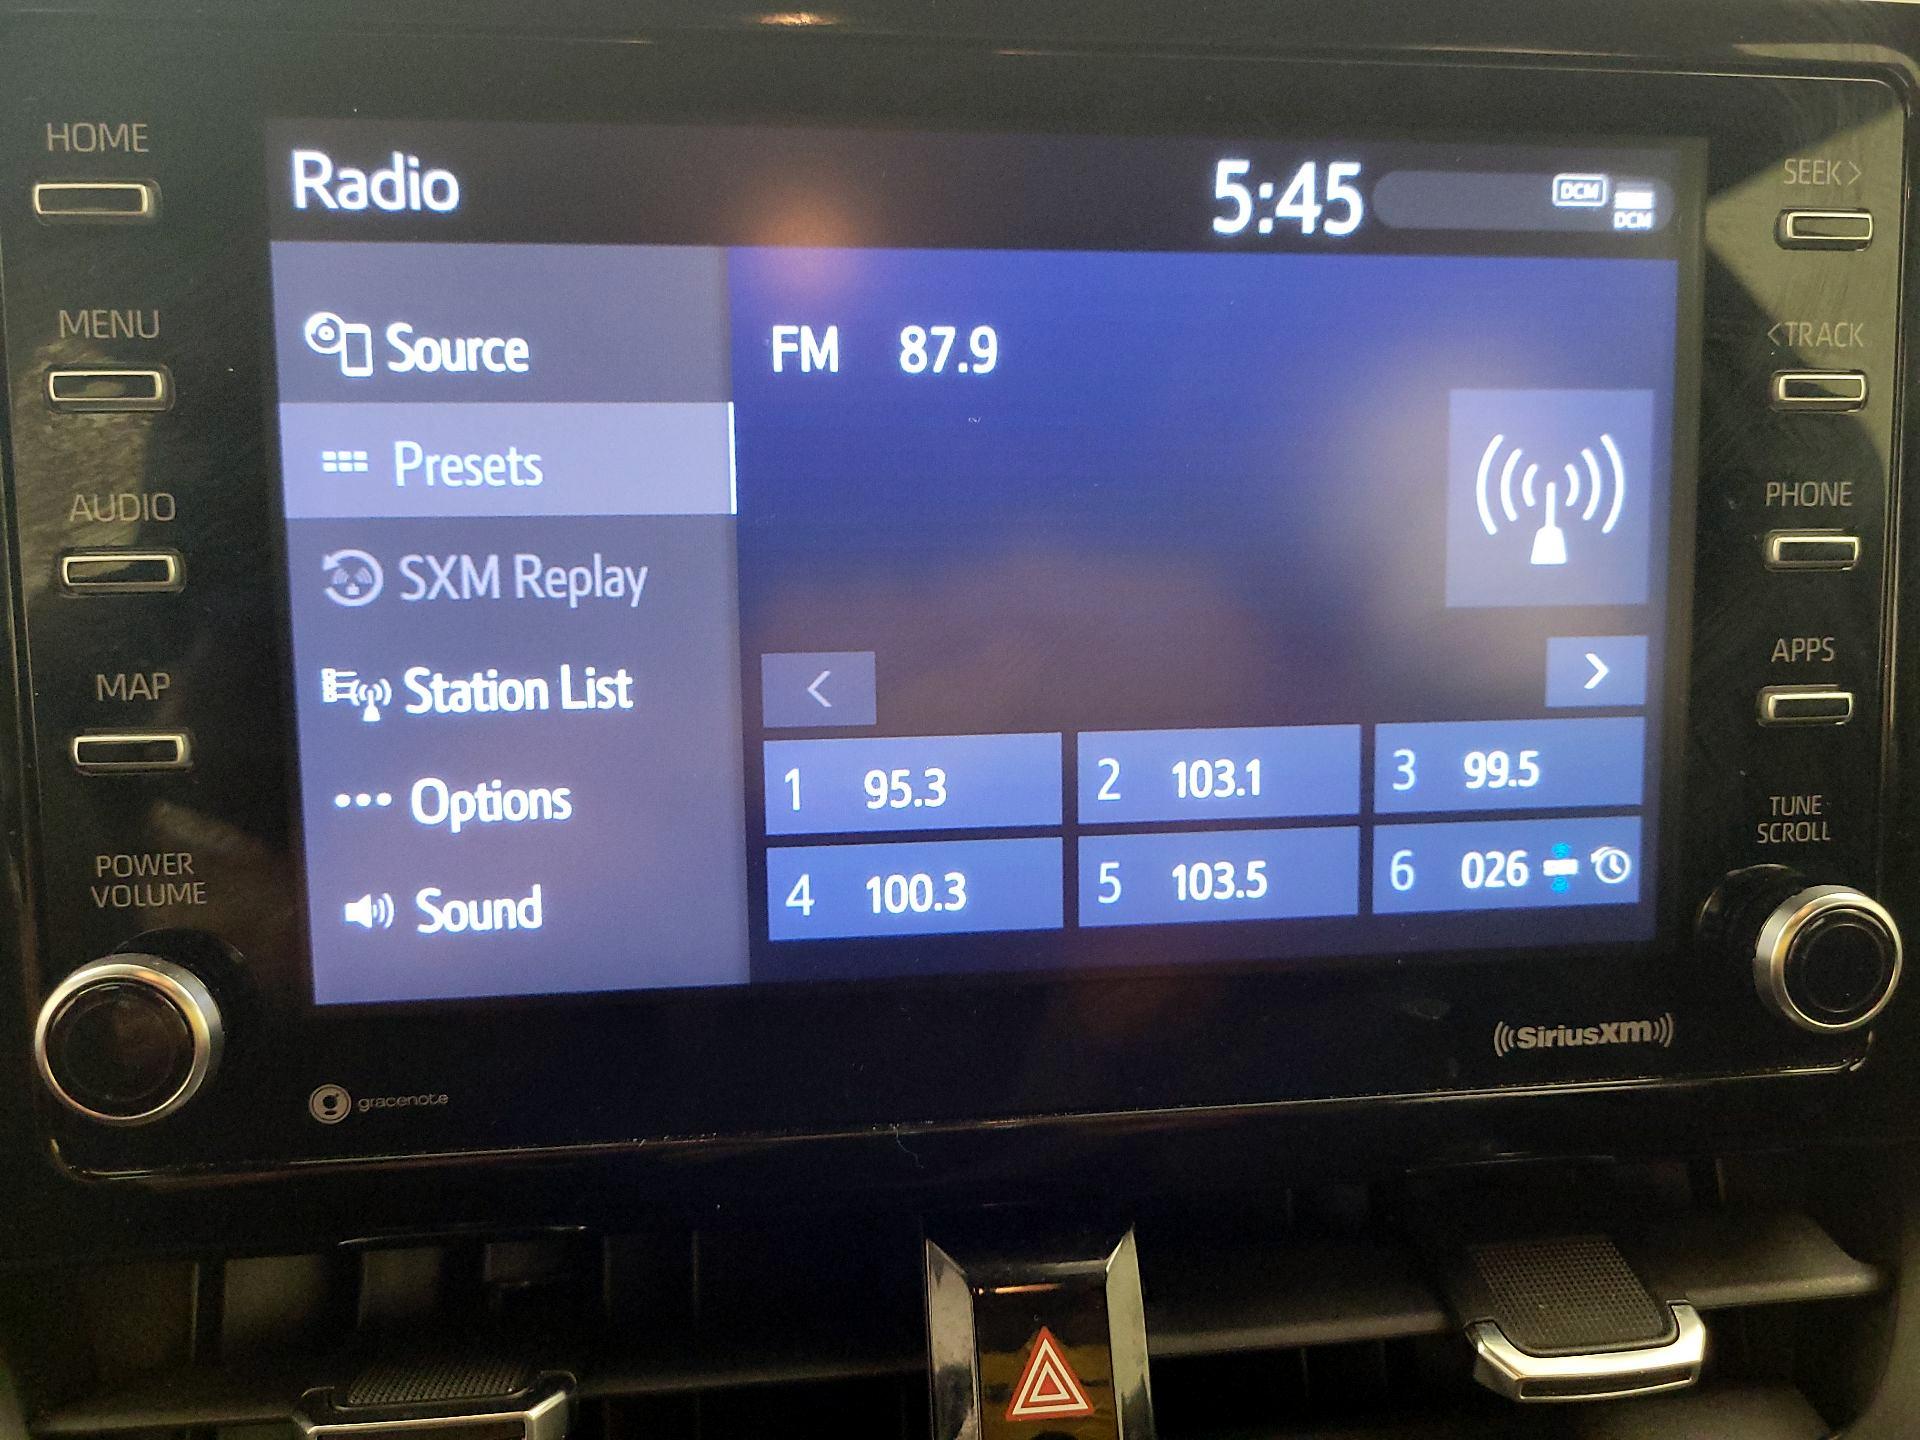 HOME
MENU
AUDIO
MAP
POWER
VOLUME
Radio
5:45
DCM
DCM
Source
Presets
SXM Replay
Station List
Options
Sound
FM 87.9
<
>
1 95.3
2 103.1
3 99.5
4 100.3
5 103.5
6 026
SEEK >
< TRACK
PHONE
APPS
TUNE
SCROLL
gracenote
((SiriusXM))